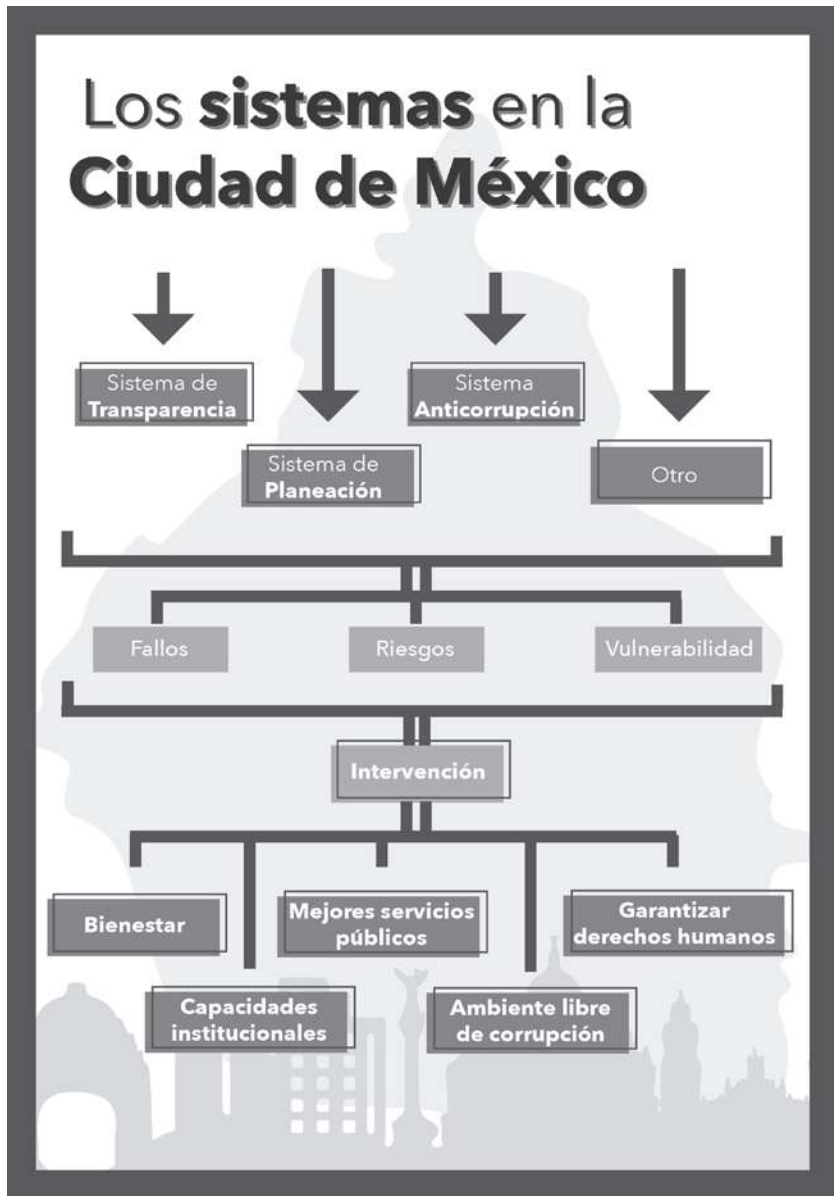 Los sistemas en la
Ciudad de México
Sistema de
Transparencia
Sistema
Anticorrupción
Sistema de
Planeación
Otro
Fallos
Riesgos
Vulnerabilidad
Intervención
Bienestar
Mejores servicios
públicos
Garantizar
derechos humanos
Capacidades
institucionales
Ambiente libre
de corrupción